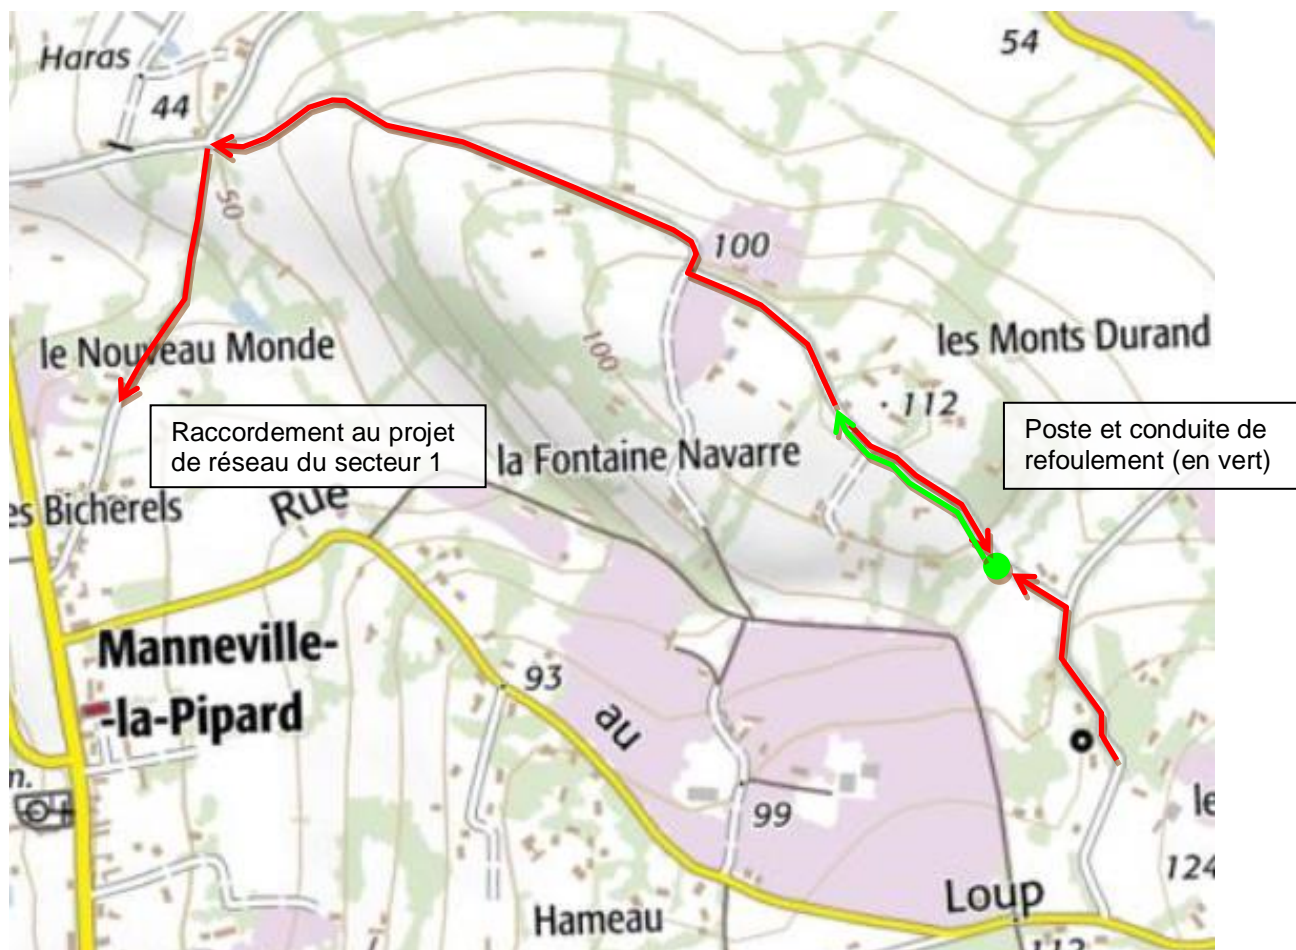 Haras
54
44
50
100
le Nouveau Monde
100
les Monts Durand
112
Raccordement au projet
de réseau du secteur 1
la Fontaine Navarre
Poste et conduite de
refoulement (en vert)
es Bicherels
Rue
Manneville-
-la-Pipard
93
au
m.
99
le
124
Loup
Hameau
112